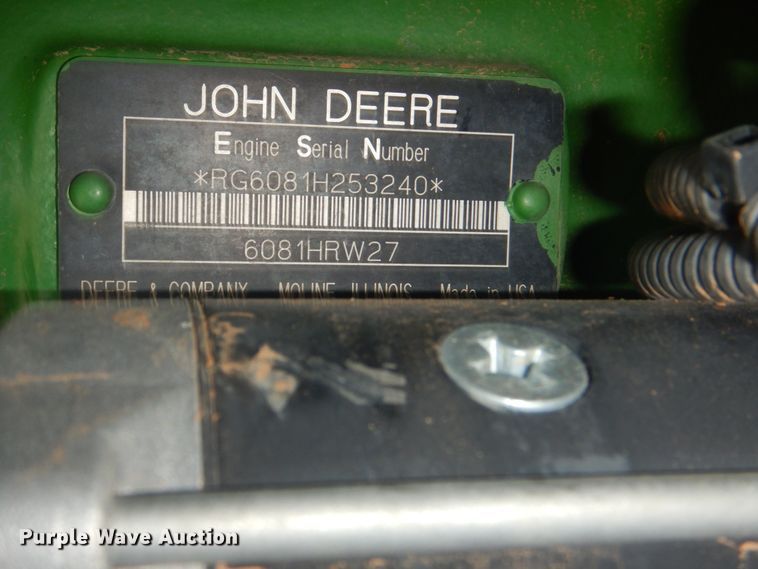 JOHN DEERE
Engine Serial Number
*RG6081H253240*
6081HRW27
DEERE & COMPANY MOLINE, ILLINOIS Made in USA
Purple Wave Auction